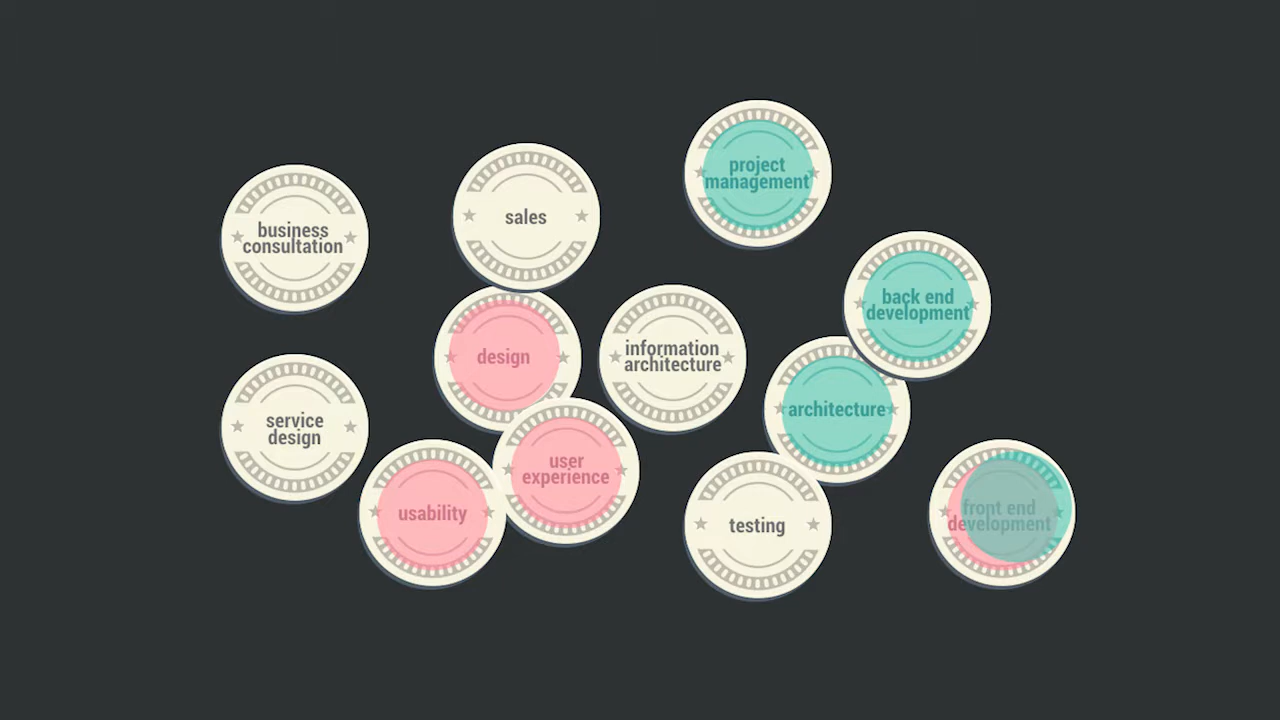 project
management
sales
business
consultation
back end
development
design
information
architecture
architecture
service
design
user
experience
usability
testing
front end
development